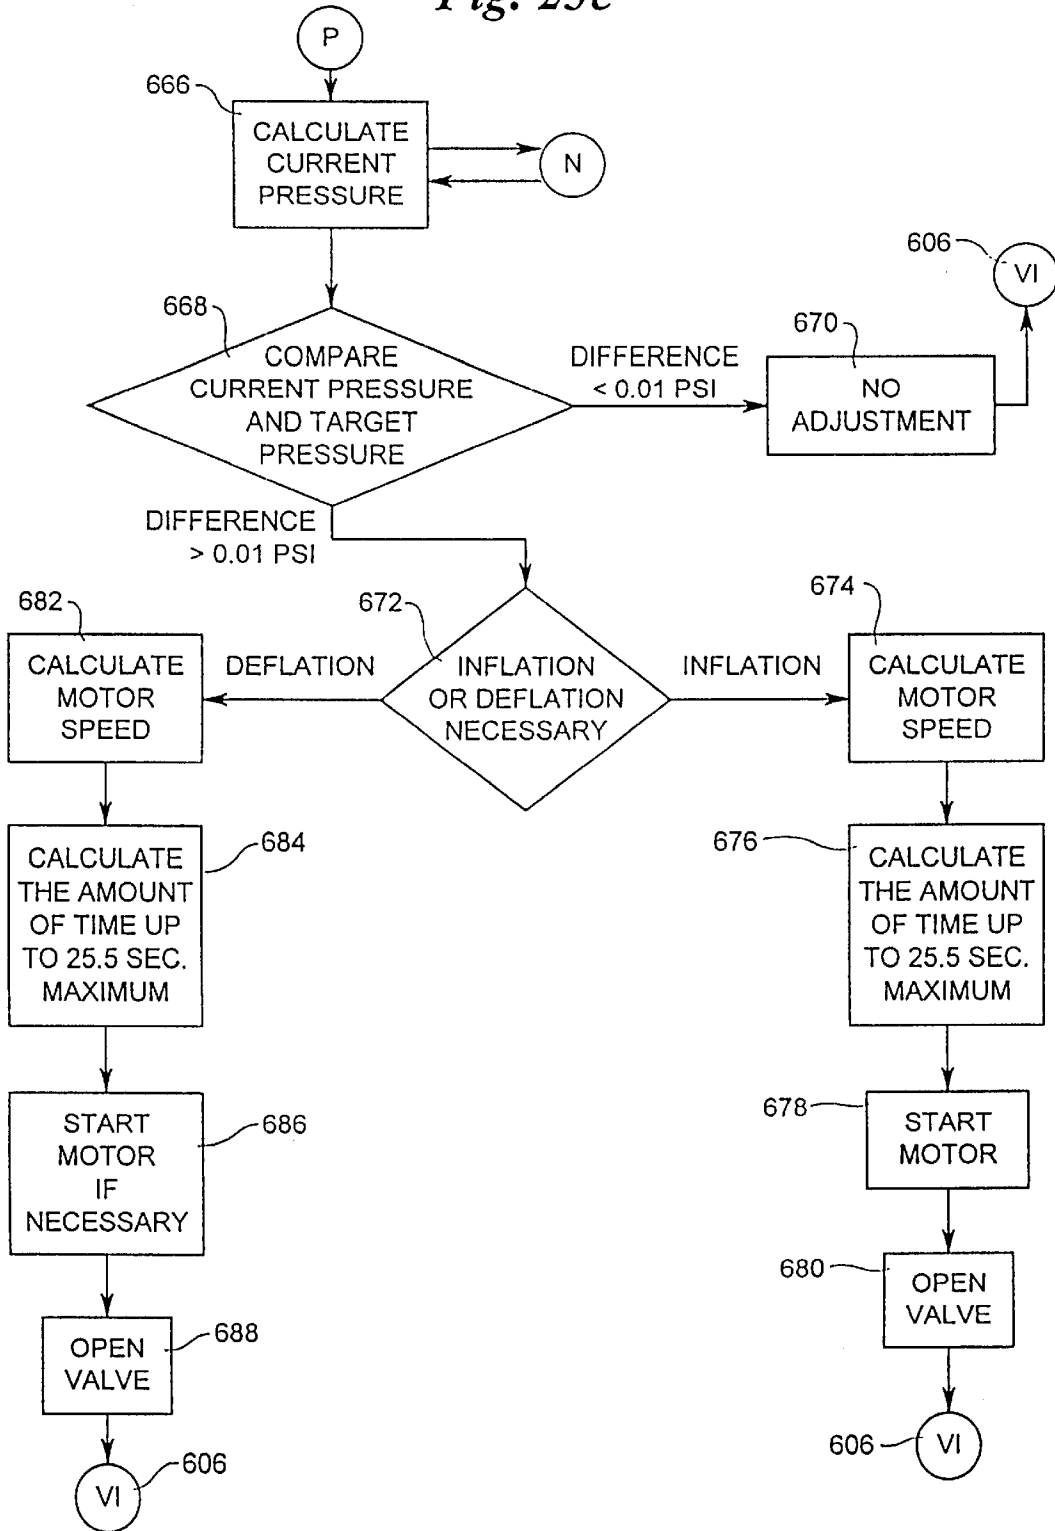 Fig. 25c
P
666
CALCULATE
CURRENT
PRESSURE
N
606
VI
668
COMPARE
CURRENT PRESSURE
AND TARGET
PRESSURE
DIFFERENCE
< 0.01 PSI
670
NO
ADJUSTMENT
DIFFERENCE
> 0.01 PSI
682
CALCULATE
MOTOR
SPEED
DEFLATION
672
INFLATION
OR DEFLATION
NECESSARY
INFLATION
674
CALCULATE
MOTOR
SPEED
684
CALCULATE
THE AMOUNT
OF TIME UP
TO 25.5 SEC.
MAXIMUM
676
CALCULATE
THE AMOUNT
OF TIME UP
TO 25.5 SEC.
MAXIMUM
START
MOTOR
IF
NECESSARY
686
678
START
MOTOR
680
OPEN
VALVE
OPEN
VALVE
688
606
VI
VI
606